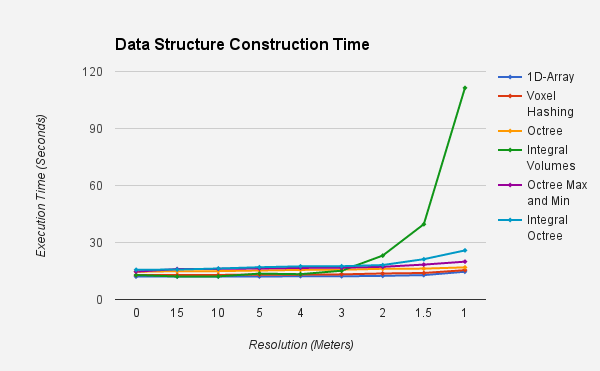 Data Structure Construction Time
120
90
60
30
0
Execution Time (Seconds)
0 15 10 5 4 3 2 1.5 1
Resolution (Meters)
1D-Array
Voxel
Hashing
Octree
Integral
Volumes
Octree Max
and Min
Integral
Octree